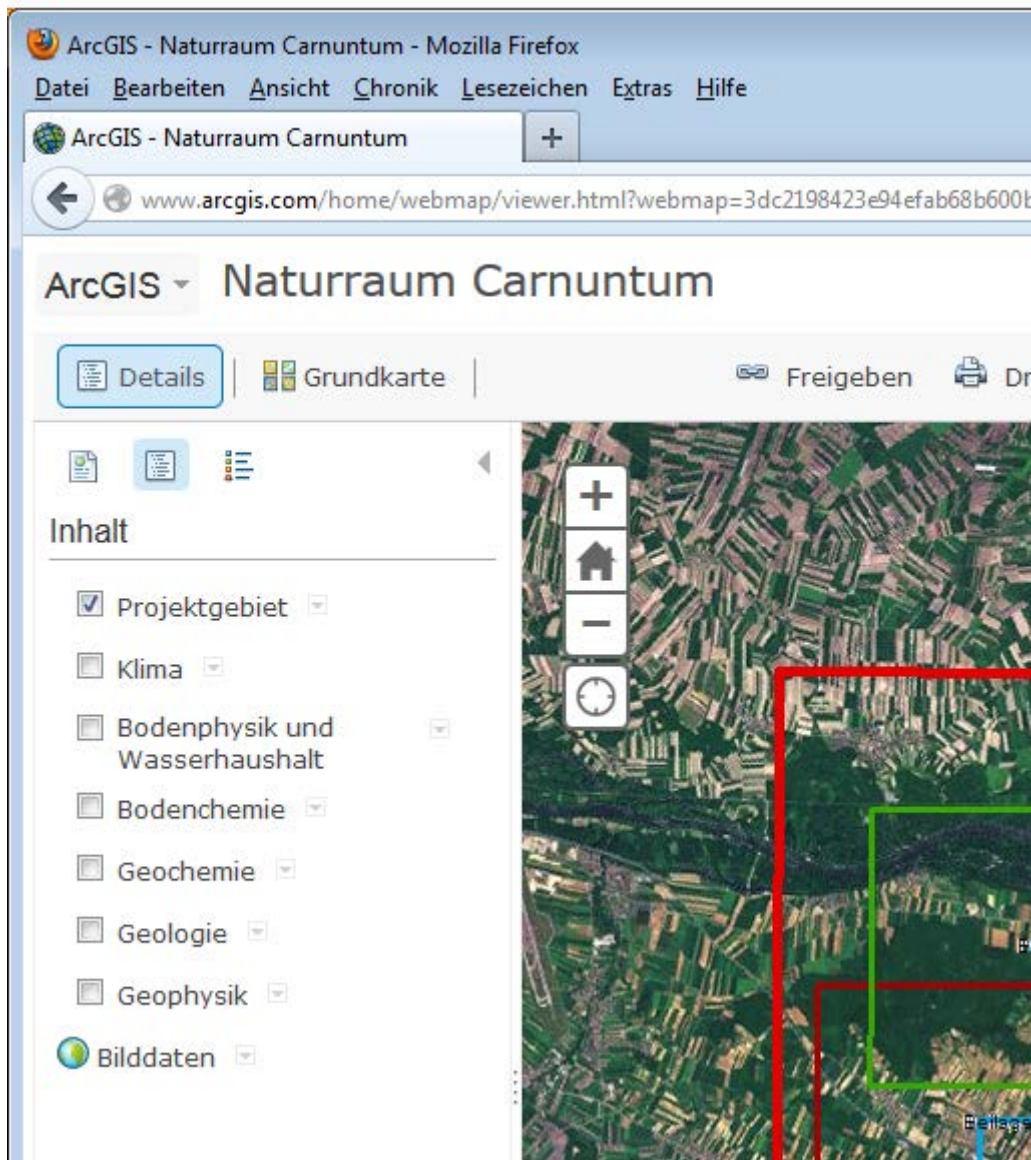 ArcGIS - Naturraum Carnuntum - Mozilla Firefox
Datei Bearbeiten Ansicht Chronik Lesezeichen Extras Hilfe
ArcGIS - Naturraum Carnuntum
www.arcgis.com/home/webmap/viewer.html?webmap=3dc2198423e94efab68b600b
ArcGIS Naturraum Carnuntum
Details Grundkarte Freigeben Dr
Inhalt
Projektgebiet
Klima
Bodenphysik und
Wasserhaushalt
Bodenchemie
Geochemie
Geologie
Geophysik
Bilddaten
Beilage